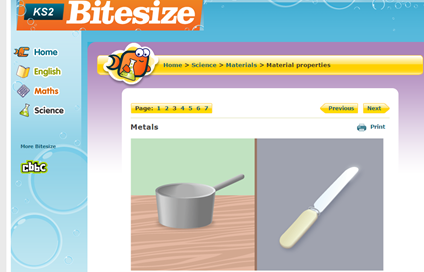 KS2 Bitesize
Home
English
Maths
Science
More Bitesize
cbbc
Home > Science > Materials > Material properties
Page: 1 2 3 4 5 6 7
Previous
Next
Metals
Print